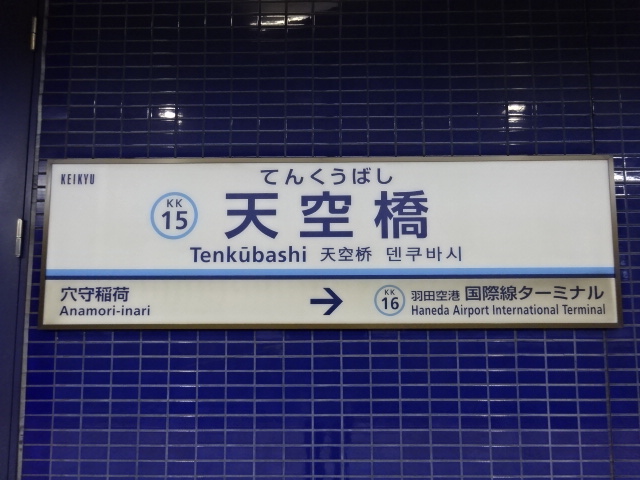 KEIKYU
てんくうばし
KK
15
天空橋
Tenkūbashi 天空桥 덴쿠바시
穴守稲荷
Anamori-inari
→
KK
16
羽田空港 国際線ターミナル
Haneda Airport International Terminal